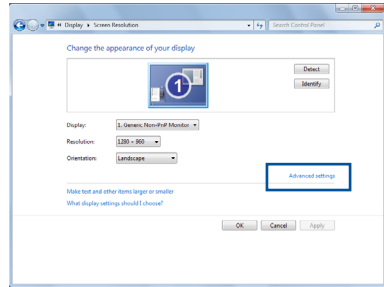 « Display ▸ Screen Resolution
Search Control Panel
Change the appearance of your display
1
Detect
Identify
Display: 1. Generic Non-PnP Monitor
Resolution: 1280 × 960
Orientation: Landscape
Advanced settings
Make text and other items larger or smaller
What display settings should I choose?
OK Cancel Apply